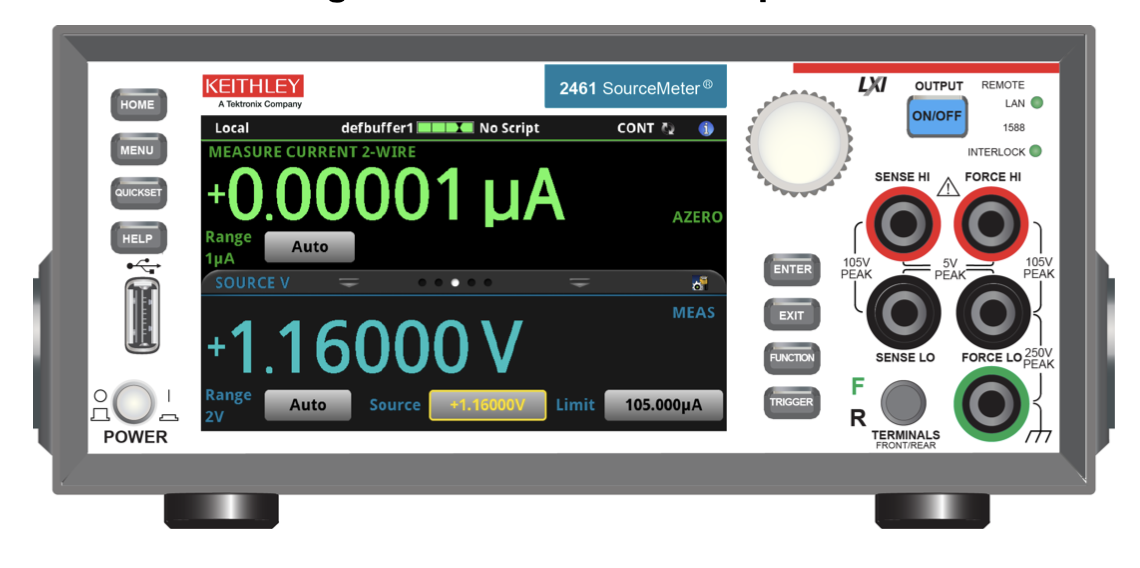 KEITHLEY
A Tektronix Company
2461 SourceMeter®
LXI
OUTPUT
ON/OFF
REMOTE
LAN
1588
INTERLOCK
HOME
MENU
QUICKSET
HELP
POWER
Local defbuffer1 No Script CONT
MEASURE CURRENT 2-WIRE
+0.00001 µA
AZERO
Range Auto
1µA
SOURCE V
MEAS
+1.16000 V
Range Auto Source +1.16000V Limit 105.000µA
2V
ENTER
EXIT
FUNCTION
TRIGGER
SENSE HI FORCE HI
105V
PEAK
5V
PEAK
105V
PEAK
SENSE LO FORCE LO
250V
PEAK
F
R
TERMINALS
FRONT/REAR